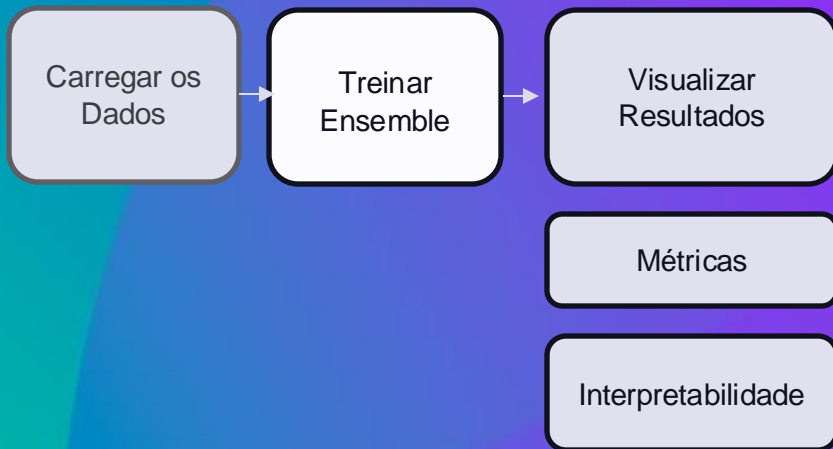 Carregar os
Dados
Treinar
Ensemble
Visualizar
Resultados
Métricas
Interpretabilidade